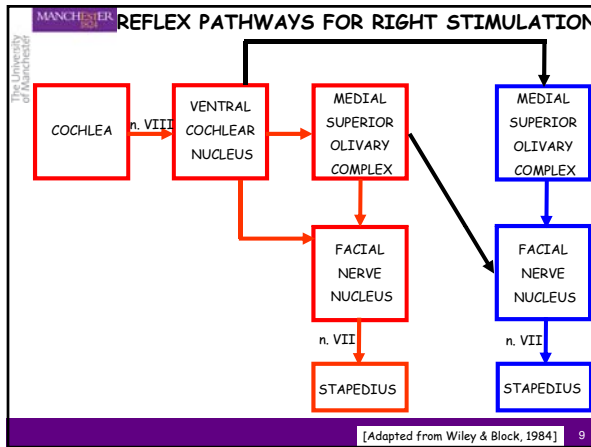 MANCHESTER
1824
The University
of Manchester
REFLEX PATHWAYS FOR RIGHT STIMULATION
COCHLEA
n. VIII
VENTRAL
COCHLEAR
NUCLEUS
MEDIAL
SUPERIOR
OLIVARY
COMPLEX
MEDIAL
SUPERIOR
OLIVARY
COMPLEX
FACIAL
NERVE
NUCLEUS
FACIAL
NERVE
NUCLEUS
n. VII
n. VII
STAPEDIUS
STAPEDIUS
[Adapted from Wiley & Block, 1984]
9